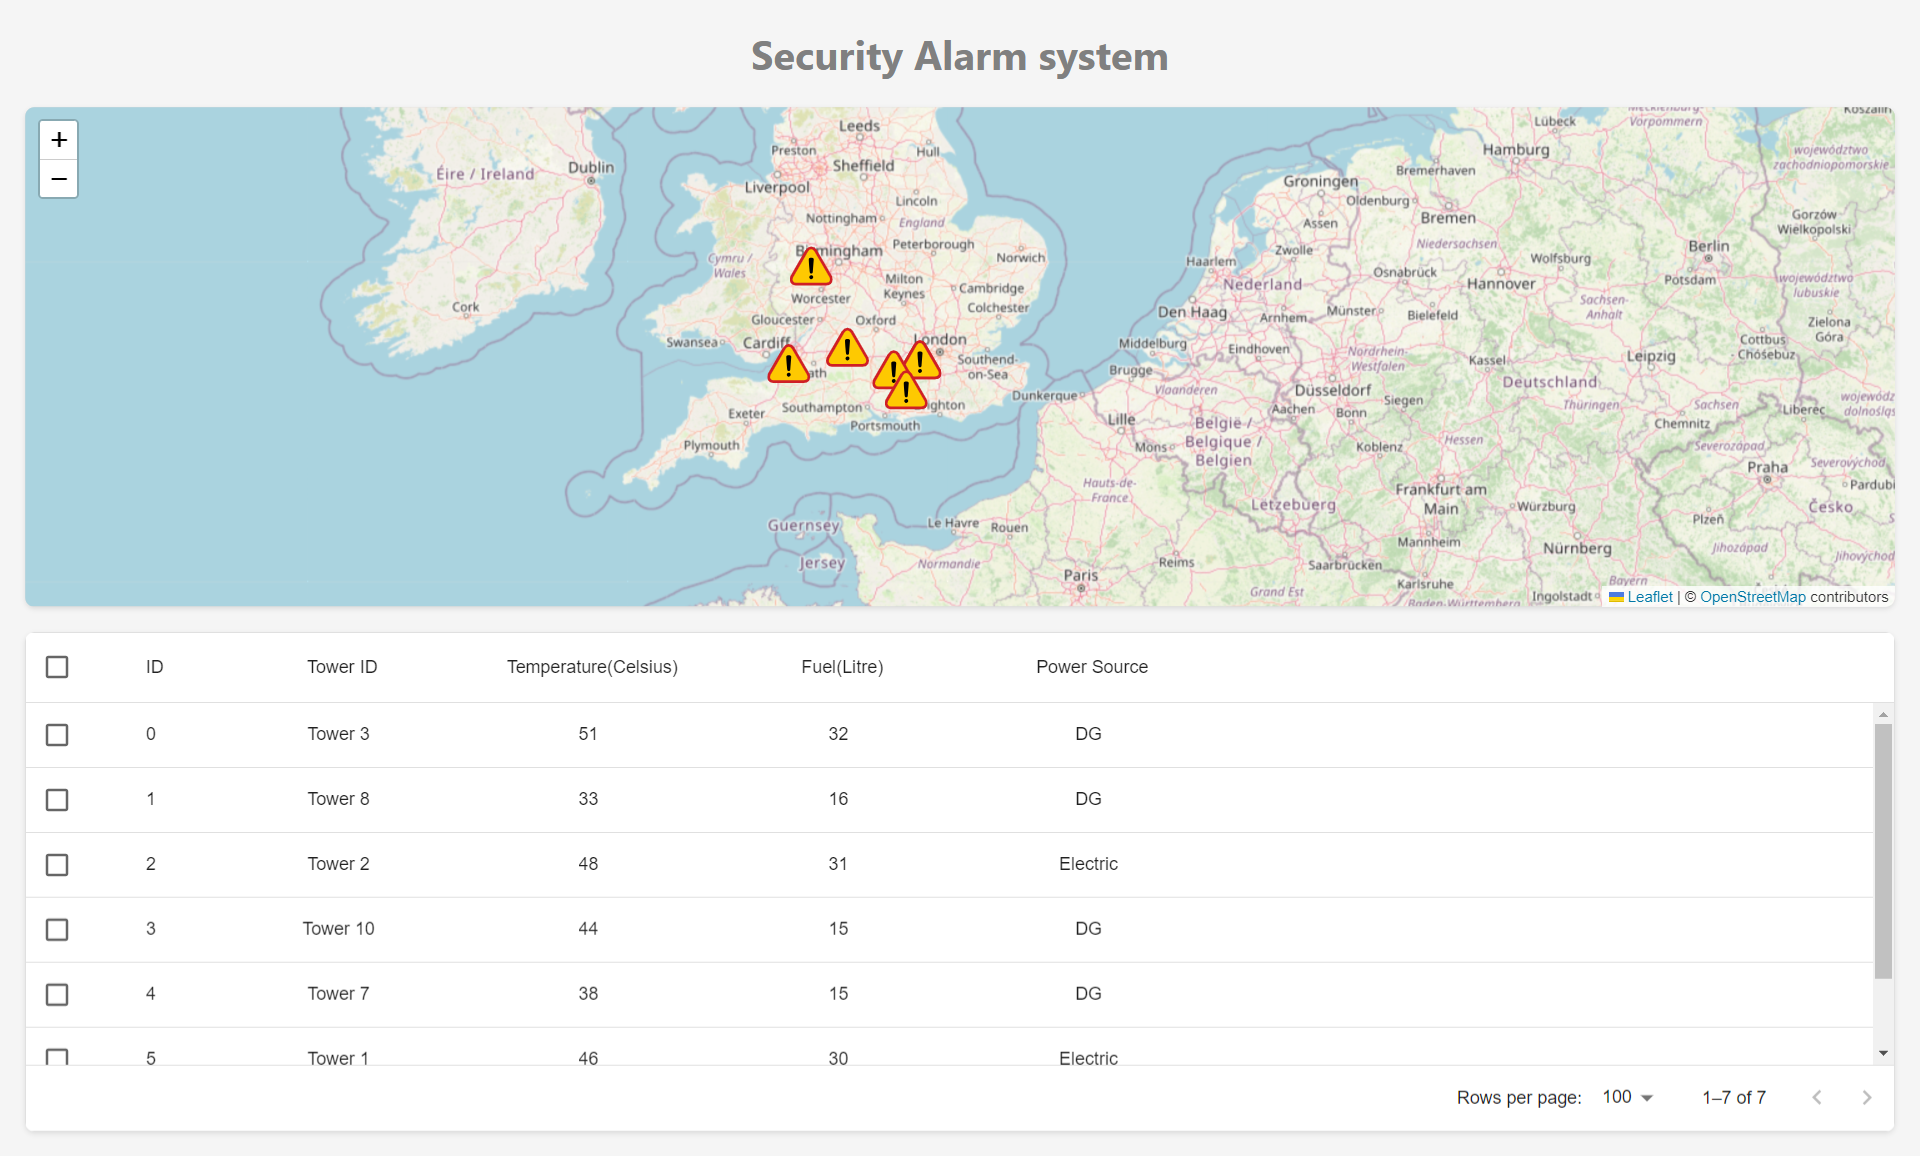 Security Alarm system
+
−
Leeds
Preston
Hull
Sheffield
Éire / Ireland
Dublin
Liverpool
Lincoln
Nottingham
England
Birmingham
Peterborough
Norwich
Cymru /
Wales
Milton
Keynes
Cambridge
Worcester
Colchester
Cork
Gloucester
Oxford
Swansea
Cardiff
London
Southend-
on-Sea
Exeter
Southampton
Portsmouth
Plymouth
Guernsey
Jersey
Le Havre
Rouen
Normandie
Paris
Reims
Hauts-de-
France
Grand Est
Dunkerque
Lille
Mons
Brugge
Middelburg
Vlaanderen
België /
Belgique /
Belgien
Letzebuerg
Den Haag
Haarlem
Nederland
Arnhem
Eindhoven
Groningen
Assen
Zwolle
Oldenburg
Bremerhaven
Bremen
Hamburg
Lübeck
Mecklenburg-
Vorpommern
Koszalin
województwo
zachodniopomorskie
Gorzów
Wielkopolski
Berlin
Potsdam
województwo
lubuskie
Niedersachsen
Wolfsburg
Osnabrück
Hannover
Münster
Bielefeld
Sachsen-
Anhalt
Zielona
Góra
Cottbus
- Chóśebuz
Nordrhein-
Westfalen
Kassel
Leipzig
Düsseldorf
Deutschland
Aachen
Bonn
Siegen
Thüringen
Sachsen
Chemnitz
Liberec
Koblenz
Hessen
Severozápad
Praha
Severovýchod
Frankfurt am
Main
Würzburg
Plzeň
Česko
Mannheim
Nürnberg
Jihozápad
Saarbrücken
Karlsruhe
Bayern
Baden-Württemberg
Ingolstadt
Leaflet | © OpenStreetMap contributors
ID Tower ID Temperature(Celsius) Fuel(Litre) Power Source
0 Tower 3 51 32 DG
1 Tower 8 33 16 DG
2 Tower 2 48 31 Electric
3 Tower 10 44 15 DG
4 Tower 7 38 15 DG
5 Tower 1 46 30 Electric
Rows per page: 100 1–7 of 7